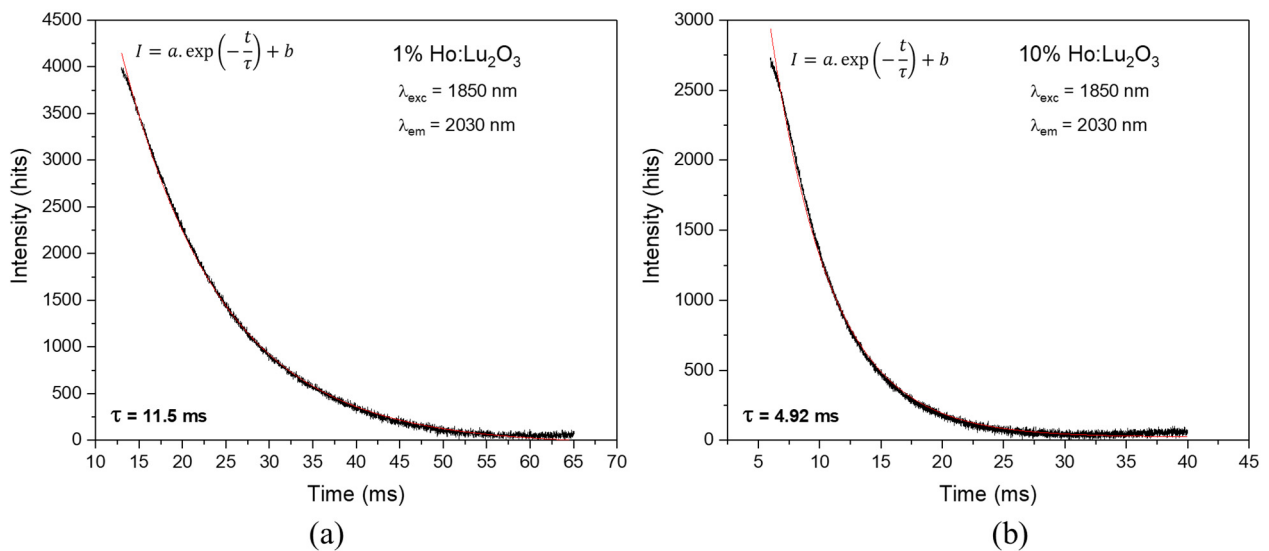 I = a. exp(−t/τ) + b
1% Ho:Lu₂O₃
λexc = 1850 nm
λem = 2030 nm
τ = 11.5 ms
Intensity (hits)
4500
4000
3500
3000
2500
2000
1500
1000
500
0
10 15 20 25 30 35 40 45 50 55 60 65 70
Time (ms)
(a)
I = a. exp(−t/τ) + b
10% Ho:Lu₂O₃
λexc = 1850 nm
λem = 2030 nm
τ = 4.92 ms
Intensity (hits)
3000
2500
2000
1500
1000
500
0
5 10 15 20 25 30 35 40 45
Time (ms)
(b)